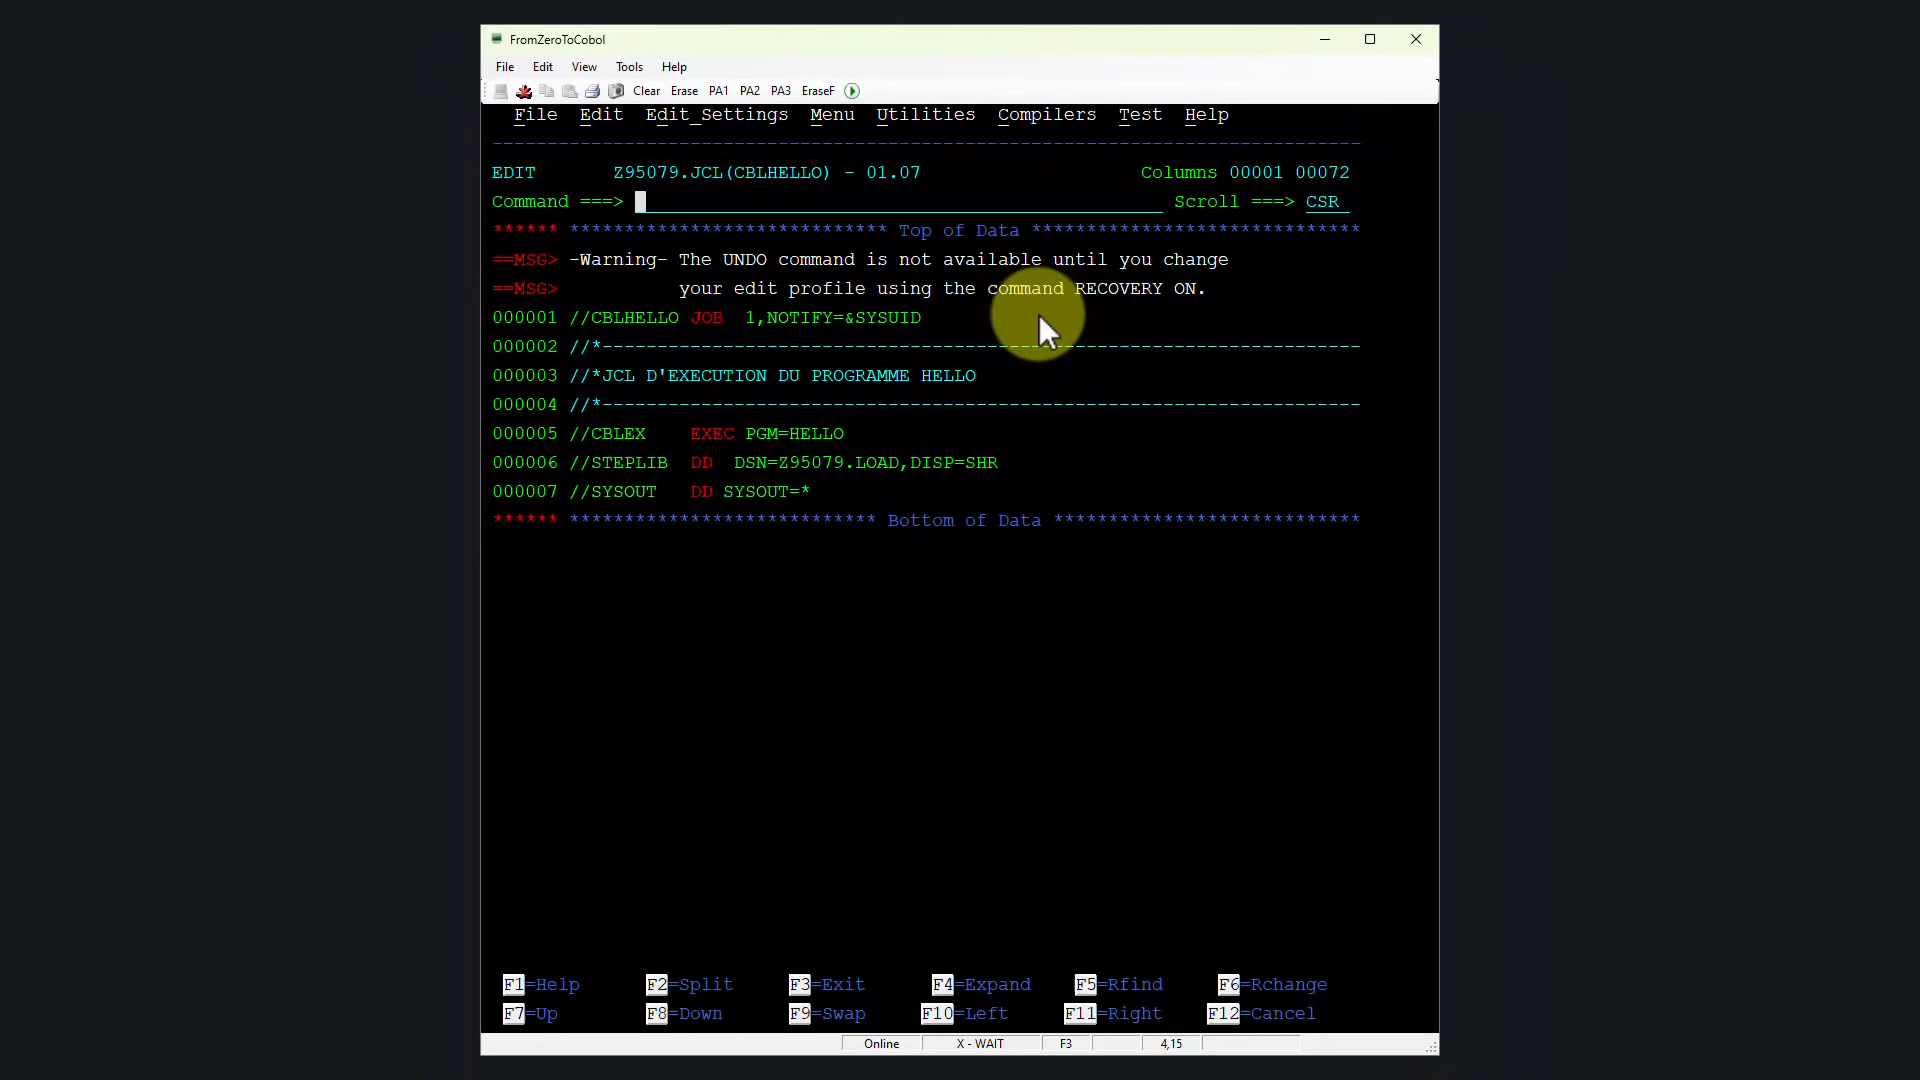 FromZeroToCobol
File Edit View Tools Help
Clear Erase PA1 PA2 PA3 EraseF
File Edit Edit_Settings Menu Utilities Compilers Test Help
-------------------------------------------------------------------------------
EDIT Z95079.JCL(CBLHELLO) - 01.07 Columns 00001 00072
Command ===> Scroll ===> CSR
****** ***************************** Top of Data ******************************
==MSG> -Warning- The UNDO command is not available until you change
==MSG> your edit profile using the command RECOVERY ON.
000001 //CBLHELLO JOB 1,NOTIFY=&SYSUID
000002 //*---------------------------------------------------------------------
000003 //*JCL D'EXECUTION DU PROGRAMME HELLO
000004 //*---------------------------------------------------------------------
000005 //CBLEX EXEC PGM=HELLO
000006 //STEPLIB DD DSN=Z95079.LOAD,DISP=SHR
000007 //SYSOUT DD SYSOUT=*
****** **************************** Bottom of Data ****************************
F1=Help F2=Split F3=Exit F4=Expand F5=Rfind F6=Rchange
F7=Up F8=Down F9=Swap F10=Left F11=Right F12=Cancel
Online X - WAIT F3 4,15